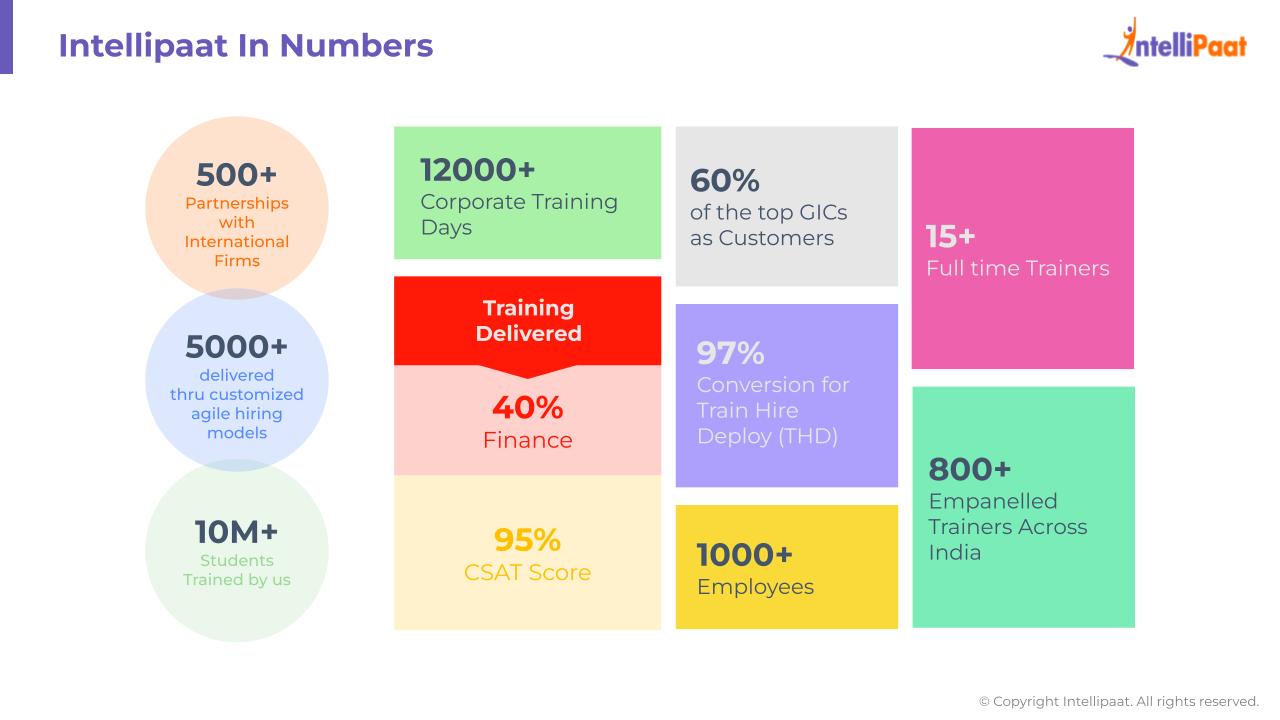 Intellipaat In Numbers
IntelliPaat
500+
Partnerships
with
International
Firms
5000+
delivered
thru customized
agile hiring
models
10M+
Students
Trained by us
12000+
Corporate Training
Days
Training
Delivered
40%
Finance
95%
CSAT Score
60%
of the top GICs
as Customers
97%
Conversion for
Train Hire
Deploy (THD)
1000+
Employees
15+
Full time Trainers
800+
Empanelled
Trainers Across
India
© Copyright Intellipaat. All rights reserved.